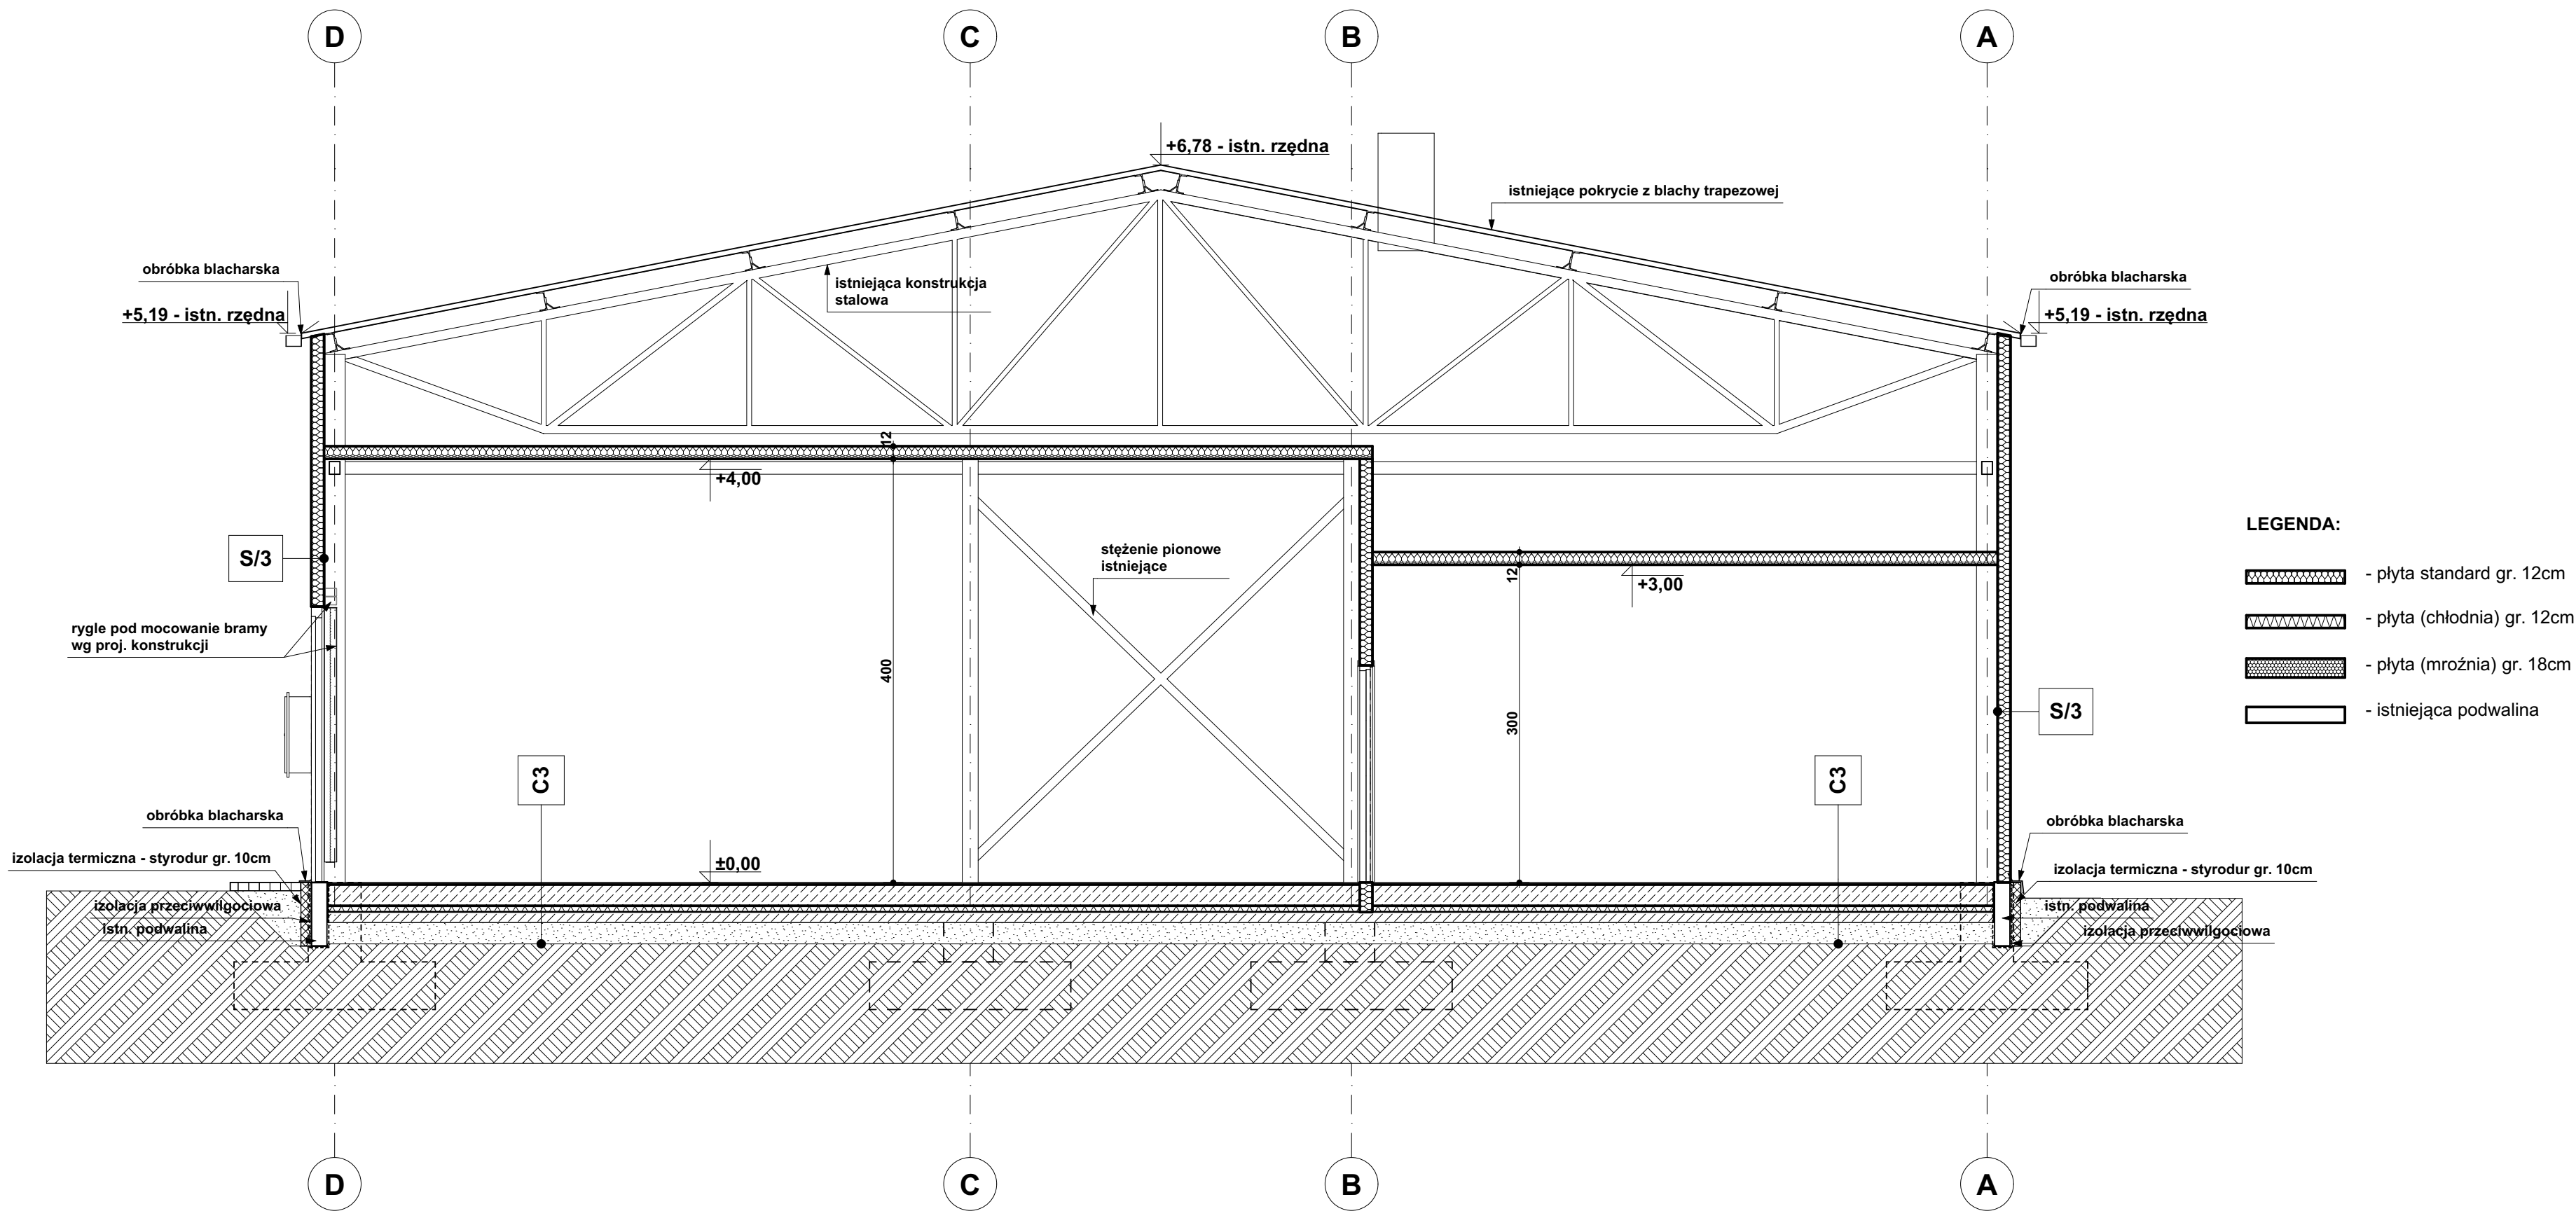 D
C
B
A
+6,78 - istn. rzędna
istniejące pokrycie z blachy trapezowej
obróbka blacharska
istniejąca konstrukcja
stalowa
obróbka blacharska
+5,19 - istn. rzędna
+5,19 - istn. rzędna
12
+4,00
S/3
stężenie pionowe
istniejące
12
+3,00
LEGENDA:
- płyta standard gr. 12cm
- płyta (chłodnia) gr. 12cm
- płyta (mroźnia) gr. 18cm
- istniejąca podwalina
rygle pod mocowanie bramy
wg proj. konstrukcji
400
300
S/3
C3
C3
obróbka blacharska
obróbka blacharska
±0,00
izolacja termiczna - styrodur gr. 10cm
izolacja termiczna - styrodur gr. 10cm
izolacja przeciwwilgociowa
istn. podwalina
istn. podwalina
izolacja przeciwwilgociowa
D
C
B
A